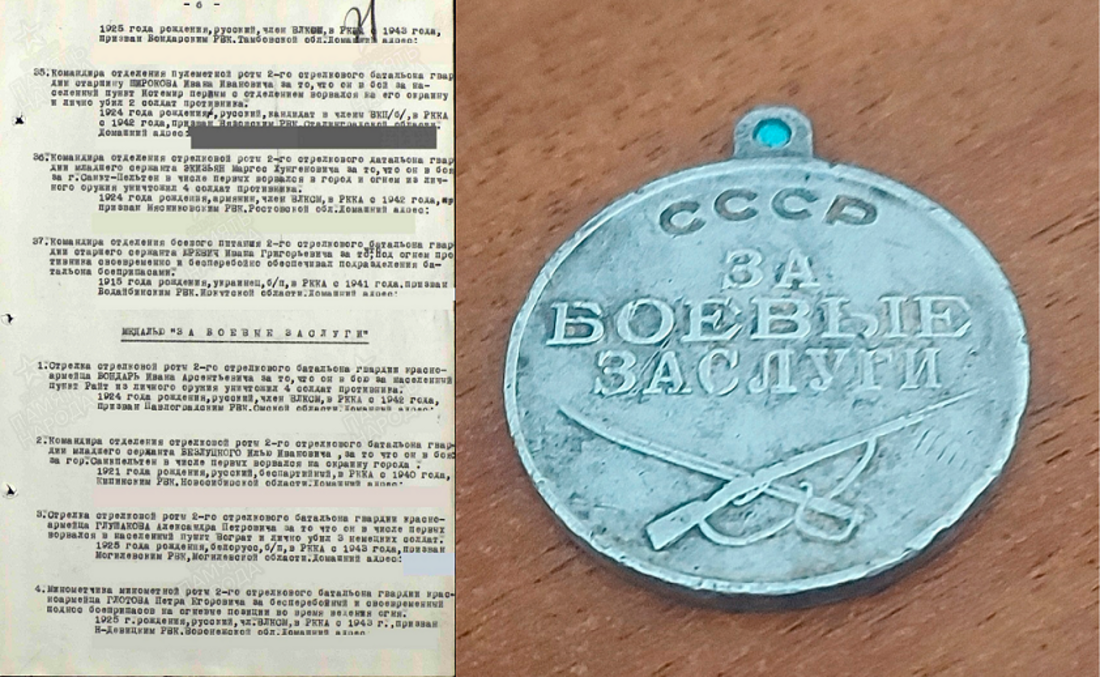 - 6 -
1925 года рождения,русский,член ВЛКСМ,в РККА с 1943 года,
призван Бондарским РВК.Тамбовской обл.Домашний адрес:
35.Командира отделения пулеметной роты 2-го стрелкового батальона гвар-
дии старшину ШИРОКОВА Ивана Ивановича за то,что он в бой за на-
селенный пункт Истемир первым с отделением ворвался на его окраину
и лично убил 2 солдат противника.
1924 года рождения,русский,кандидат в члены ВКП/б/,в РККА
с 1942 года,призван РВК Сталинградской области.
Домашний адрес:
36.Командира отделения стрелковой роты 2-го стрелкового баталона гвар-
дии младшего сержанта ЭКИЗЬЯН Маргос Хунгеновича за то,что он в бою
за г.Санкт-Пельтен в числе первых ворвался в город и огнем из лич-
ного оружия уничтожил 4 солдат противника.
1924 года рождения,армянин,член ВЛКСМ,в РККА с 1942 года,
призван Мясниковским РВК.Ростовской обл.Домашний адрес:
37.Командира отделения боевого питания 2-го стрелкового батальона гвар-
дии старшего сержанта Ивана Григорьевича за то,под огнем про-
тивника своевременно и бесперебойно обеспечивал подразделения ба-
тальона боеприпасами.
1915 года рождения,украинец,б/п,в РККА с 1941 года.призван
Бодайбинским РВК.Иркутской области.Домашний адрес:
МЕДАЛЬЮ "ЗА БОЕВЫЕ ЗАСЛУГИ"
1.Стрелка стрелковой роты 2-го стрелкового батальона гвардии красно-
армейца БОНДАРЬ Ивана Арсентьевича за то,что он в бою за населенный
пункт Райт из личного оружия уничтожил 4 солдат противника.
1924 года рождения,русский,член ВЛКСМ,в РККА с 1942 года,
призван Павлоградским РВК.Омской области.Домашний адрес:
2.Командира отделения стрелковой роты 2-го стрелкового батальона гвар-
дии младшего сержанта БЕЗЛУЦКОГО Илью Ивановича ,за то что он в бою
за гор.Санкпельтен в числе первых ворвался на окраину города .
1921 года рождения,русский,беспартийный,в РККА с 1940 года,
РВК.Новосибирской области.Домашний адрес:
3.Стрелка стрелковой роты 2-го стрелкового батальона гвардии красно-
армейца ГЛУШАКОВА Александра Петровича за то что он в числе первых
ворвался в населенный пункт Вограт и лично убил 3 немецких солдат.
1925 года рождения,белорус,б/п,в РККА с 1943 года,призван
Могилевским РВК,Могилевской области.Домашний адрес:
4.Минометчика минометной роты 2-го стрелкового батальона гвардии крас-
ноармейца ГЛОТОВА Петра Егоровича за бесперебойный и своевременный
поднос боеприпасов на огневые позиции во время ведения огня.
1925 г.рождения,русский,чл.ВЛКСМ,в РККА с 1943 г.,призван
Н-Девицким РВК.Воронежской обл.Домашний адрес
СССР
ЗА
БОЕВЫЕ
ЗАСЛУГИ